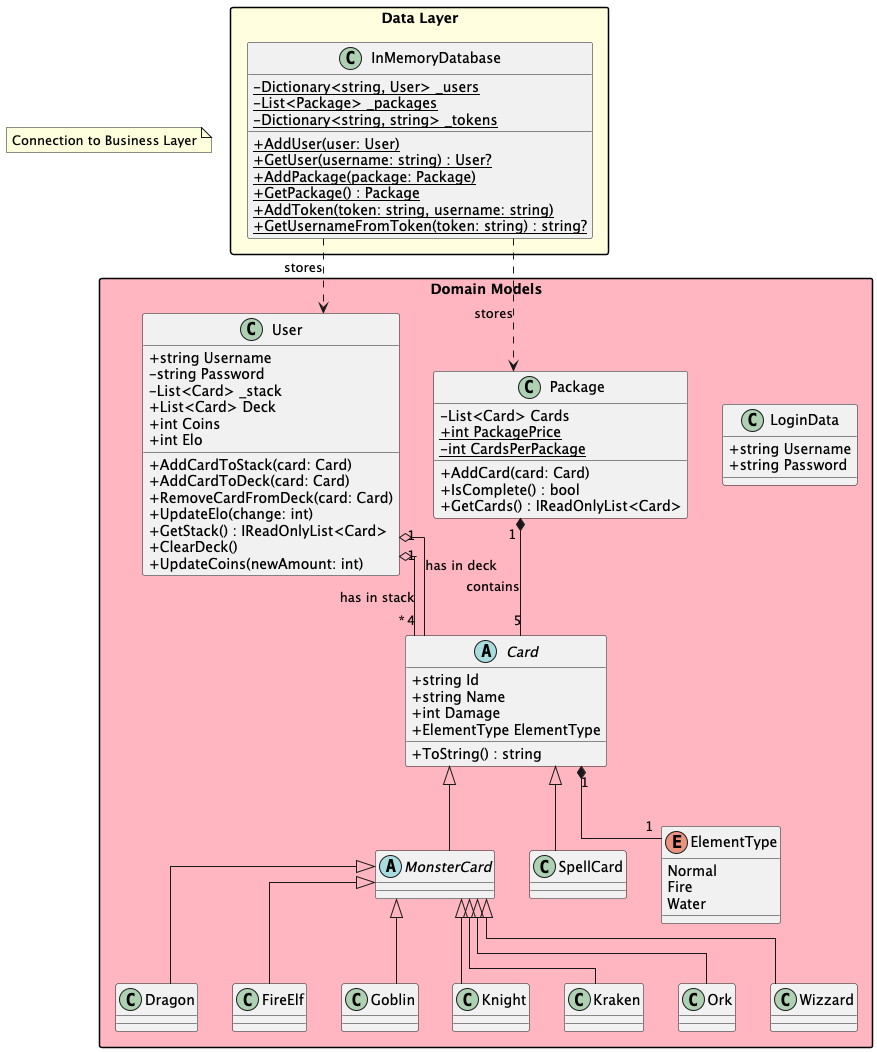 Data Layer
C InMemoryDatabase
-Dictionary<string, User> _users
-List<Package> _packages
-Dictionary<string, string> _tokens
+AddUser(user: User)
+GetUser(username: string) : User?
+AddPackage(package: Package)
+GetPackage() : Package
+AddToken(token: string, username: string)
+GetUsernameFromToken(token: string) : string?
Connection to Business Layer
stores
stores
Domain Models
C User
+string Username
-string Password
-List<Card> _stack
+List<Card> Deck
+int Coins
+int Elo
+AddCardToStack(card: Card)
+AddCardToDeck(card: Card)
+RemoveCardFromDeck(card: Card)
+UpdateElo(change: int)
+GetStack() : IReadOnlyList<Card>
+ClearDeck()
+UpdateCoins(newAmount: int)
C Package
-List<Card> Cards
+int PackagePrice
-int CardsPerPackage
+AddCard(card: Card)
+IsComplete() : bool
+GetCards() : IReadOnlyList<Card>
C LoginData
+string Username
+string Password
1
1
1
has in deck
contains
has in stack
*
4
5
A Card
+string Id
+string Name
+int Damage
+ElementType ElementType
+ToString() : string
1
1
A MonsterCard
C SpellCard
E ElementType
Normal
Fire
Water
C Dragon
C FireElf
C Goblin
C Knight
C Kraken
C Ork
C Wizzard